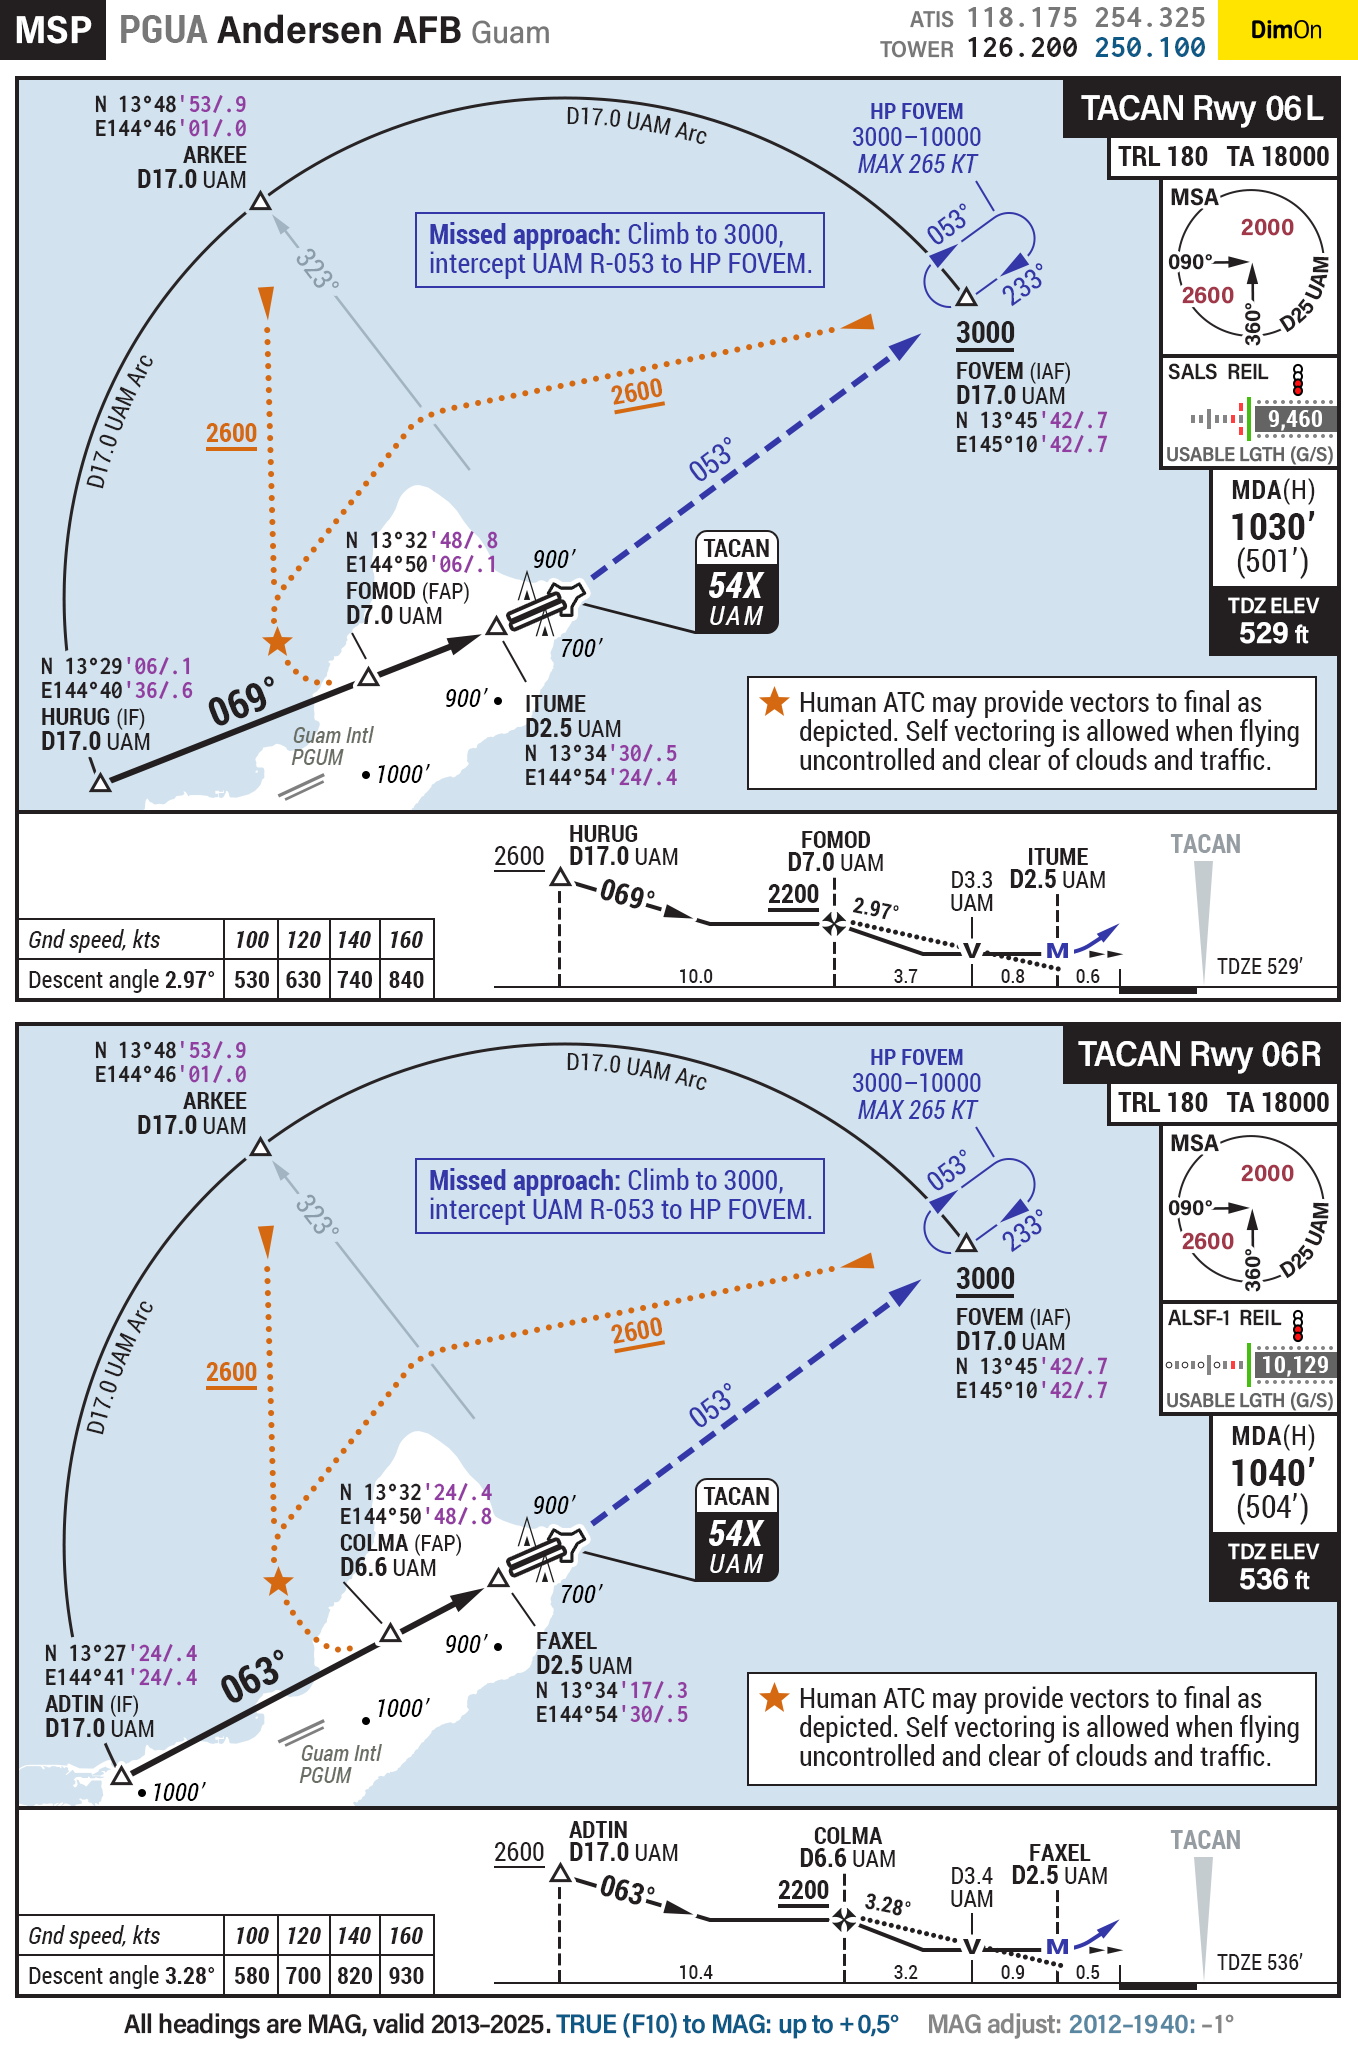 MSP PGUA Andersen AFB Guam
ATIS 118.175 254.325
TOWER 126.200 250.100
DimOn
TACAN Rwy 06L
TRL 180 TA 18000
MSA
2000
090°
2600
360°
D25 UAM
SALS REIL
9,460
USABLE LGTH (G/S)
MDA(H)
1030'
(501')
TDZ ELEV
529 ft
N 13°48'53/.9
E144°46'01/.0
ARKEE
D17.0 UAM
D17.0 UAM Arc
HP FOVEM
3000–10000
MAX 265 KT
053°
233°
323°
Missed approach: Climb to 3000,
intercept UAM R-053 to HP FOVEM.
3000
FOVEM (IAF)
D17.0 UAM
N 13°45'42/.7
E145°10'42/.7
D17.0 UAM Arc
2600
2600
053°
N 13°32'48/.8
E144°50'06/.1
FOMOD (FAP)
D7.0 UAM
900'
TACAN
54X
UAM
700'
N 13°29'06/.1
E144°40'36/.6
HURUG (IF)
D17.0 UAM
069°
900'
ITUME
D2.5 UAM
N 13°34'30/.5
E144°54'24/.4
Guam Intl
PGUM
1000'
Human ATC may provide vectors to final as
depicted. Self vectoring is allowed when flying
uncontrolled and clear of clouds and traffic.
2600
HURUG
D17.0 UAM
069°
FOMOD
D7.0 UAM
2200
2.97°
D3.3
UAM
ITUME
D2.5 UAM
TACAN
V
M
10.0
3.7
0.8
0.6
TDZE 529'
Gnd speed, kts 100 120 140 160
Descent angle 2.97° 530 630 740 840
TACAN Rwy 06R
TRL 180 TA 18000
MSA
2000
090°
2600
360°
D25 UAM
ALSF-1 REIL
10,129
USABLE LGTH (G/S)
MDA(H)
1040'
(504')
TDZ ELEV
536 ft
N 13°48'53/.9
E144°46'01/.0
ARKEE
D17.0 UAM
D17.0 UAM Arc
HP FOVEM
3000–10000
MAX 265 KT
053°
233°
323°
Missed approach: Climb to 3000,
intercept UAM R-053 to HP FOVEM.
3000
FOVEM (IAF)
D17.0 UAM
N 13°45'42/.7
E145°10'42/.7
D17.0 UAM Arc
2600
2600
053°
N 13°32'24/.4
E144°50'48/.8
COLMA (FAP)
D6.6 UAM
900'
TACAN
54X
UAM
700'
N 13°27'24/.4
E144°41'24/.4
ADTIN (IF)
D17.0 UAM
063°
900'
FAXEL
D2.5 UAM
N 13°34'17/.3
E144°54'30/.5
1000'
Guam Intl
PGUM
1000'
Human ATC may provide vectors to final as
depicted. Self vectoring is allowed when flying
uncontrolled and clear of clouds and traffic.
2600
ADTIN
D17.0 UAM
063°
COLMA
D6.6 UAM
2200
3.28°
D3.4
UAM
FAXEL
D2.5 UAM
TACAN
V
M
10.4
3.2
0.9
0.5
TDZE 536'
Gnd speed, kts 100 120 140 160
Descent angle 3.28° 580 700 820 930
All headings are MAG, valid 2013–2025. TRUE (F10) to MAG: up to +0,5° MAG adjust: 2012–1940: –1°